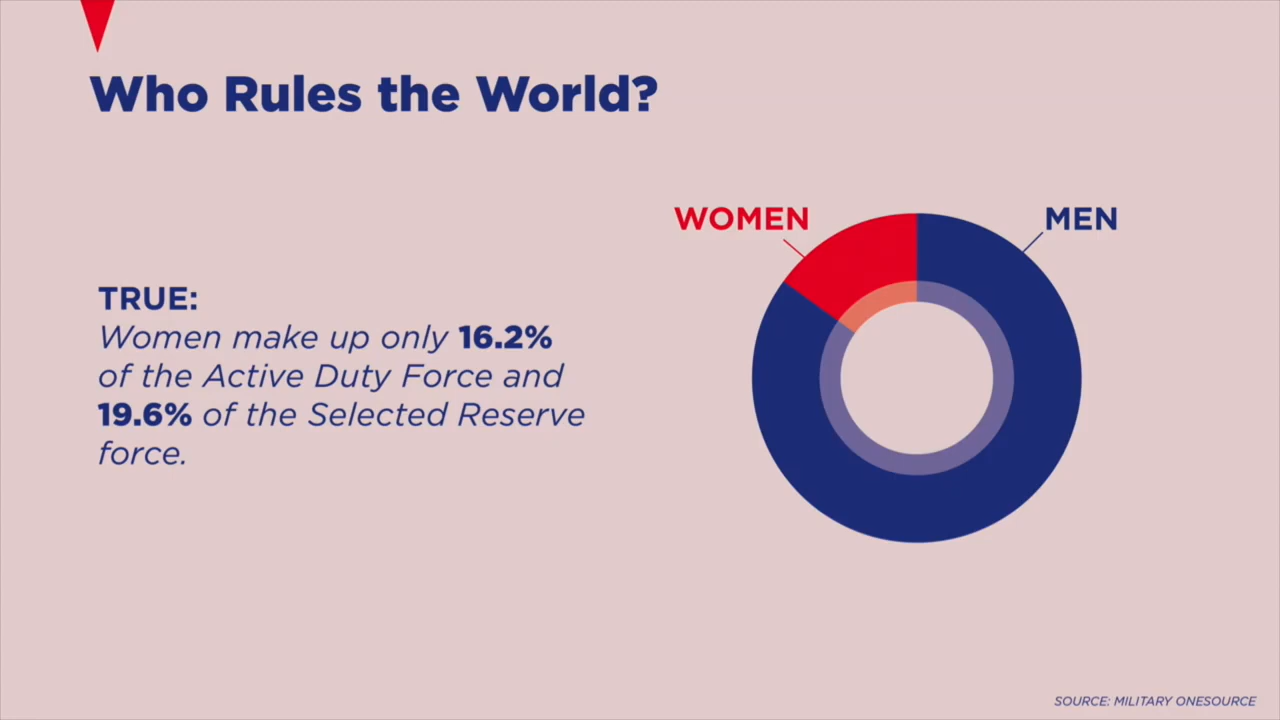 Who Rules the World?
WOMEN
MEN
TRUE:
Women make up only 16.2%
of the Active Duty Force and
19.6% of the Selected Reserve
force.
SOURCE: MILITARY ONESOURCE